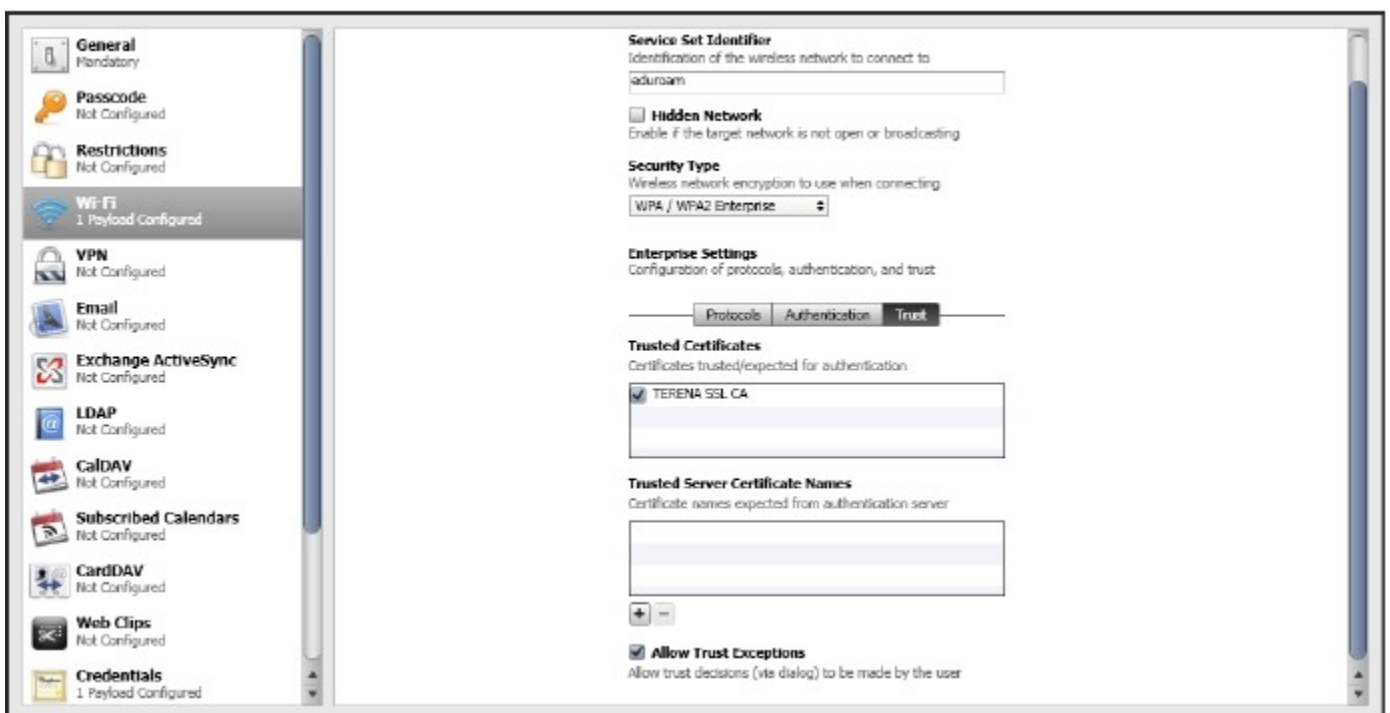 General
Mandatory
Passcode
Not Configured
Restrictions
Not Configured
Wi-Fi
1 Payload Configured
VPN
Not Configured
Email
Not Configured
Exchange ActiveSync
Not Configured
LDAP
Not Configured
CalDAV
Not Configured
Subscribed Calendars
Not Configured
CardDAV
Not Configured
Web Clips
Not Configured
Credentials
1 Payload Configured
Service Set Identifier
Identification of the wireless network to connect to
eduroam
Hidden Network
Enable if the target network is not open or broadcasting
Security Type
Wireless network encryption to use when connecting
WPA / WPA2 Enterprise
Enterprise Settings
Configuration of protocols, authentication, and trust
Protocols Authentication Trust
Trusted Certificates
Certificates trusted/expected for authentication
TERENA SSL CA
Trusted Server Certificate Names
Certificate names expected from authentication server
Allow Trust Exceptions
Allow trust decisions (via dialog) to be made by the user